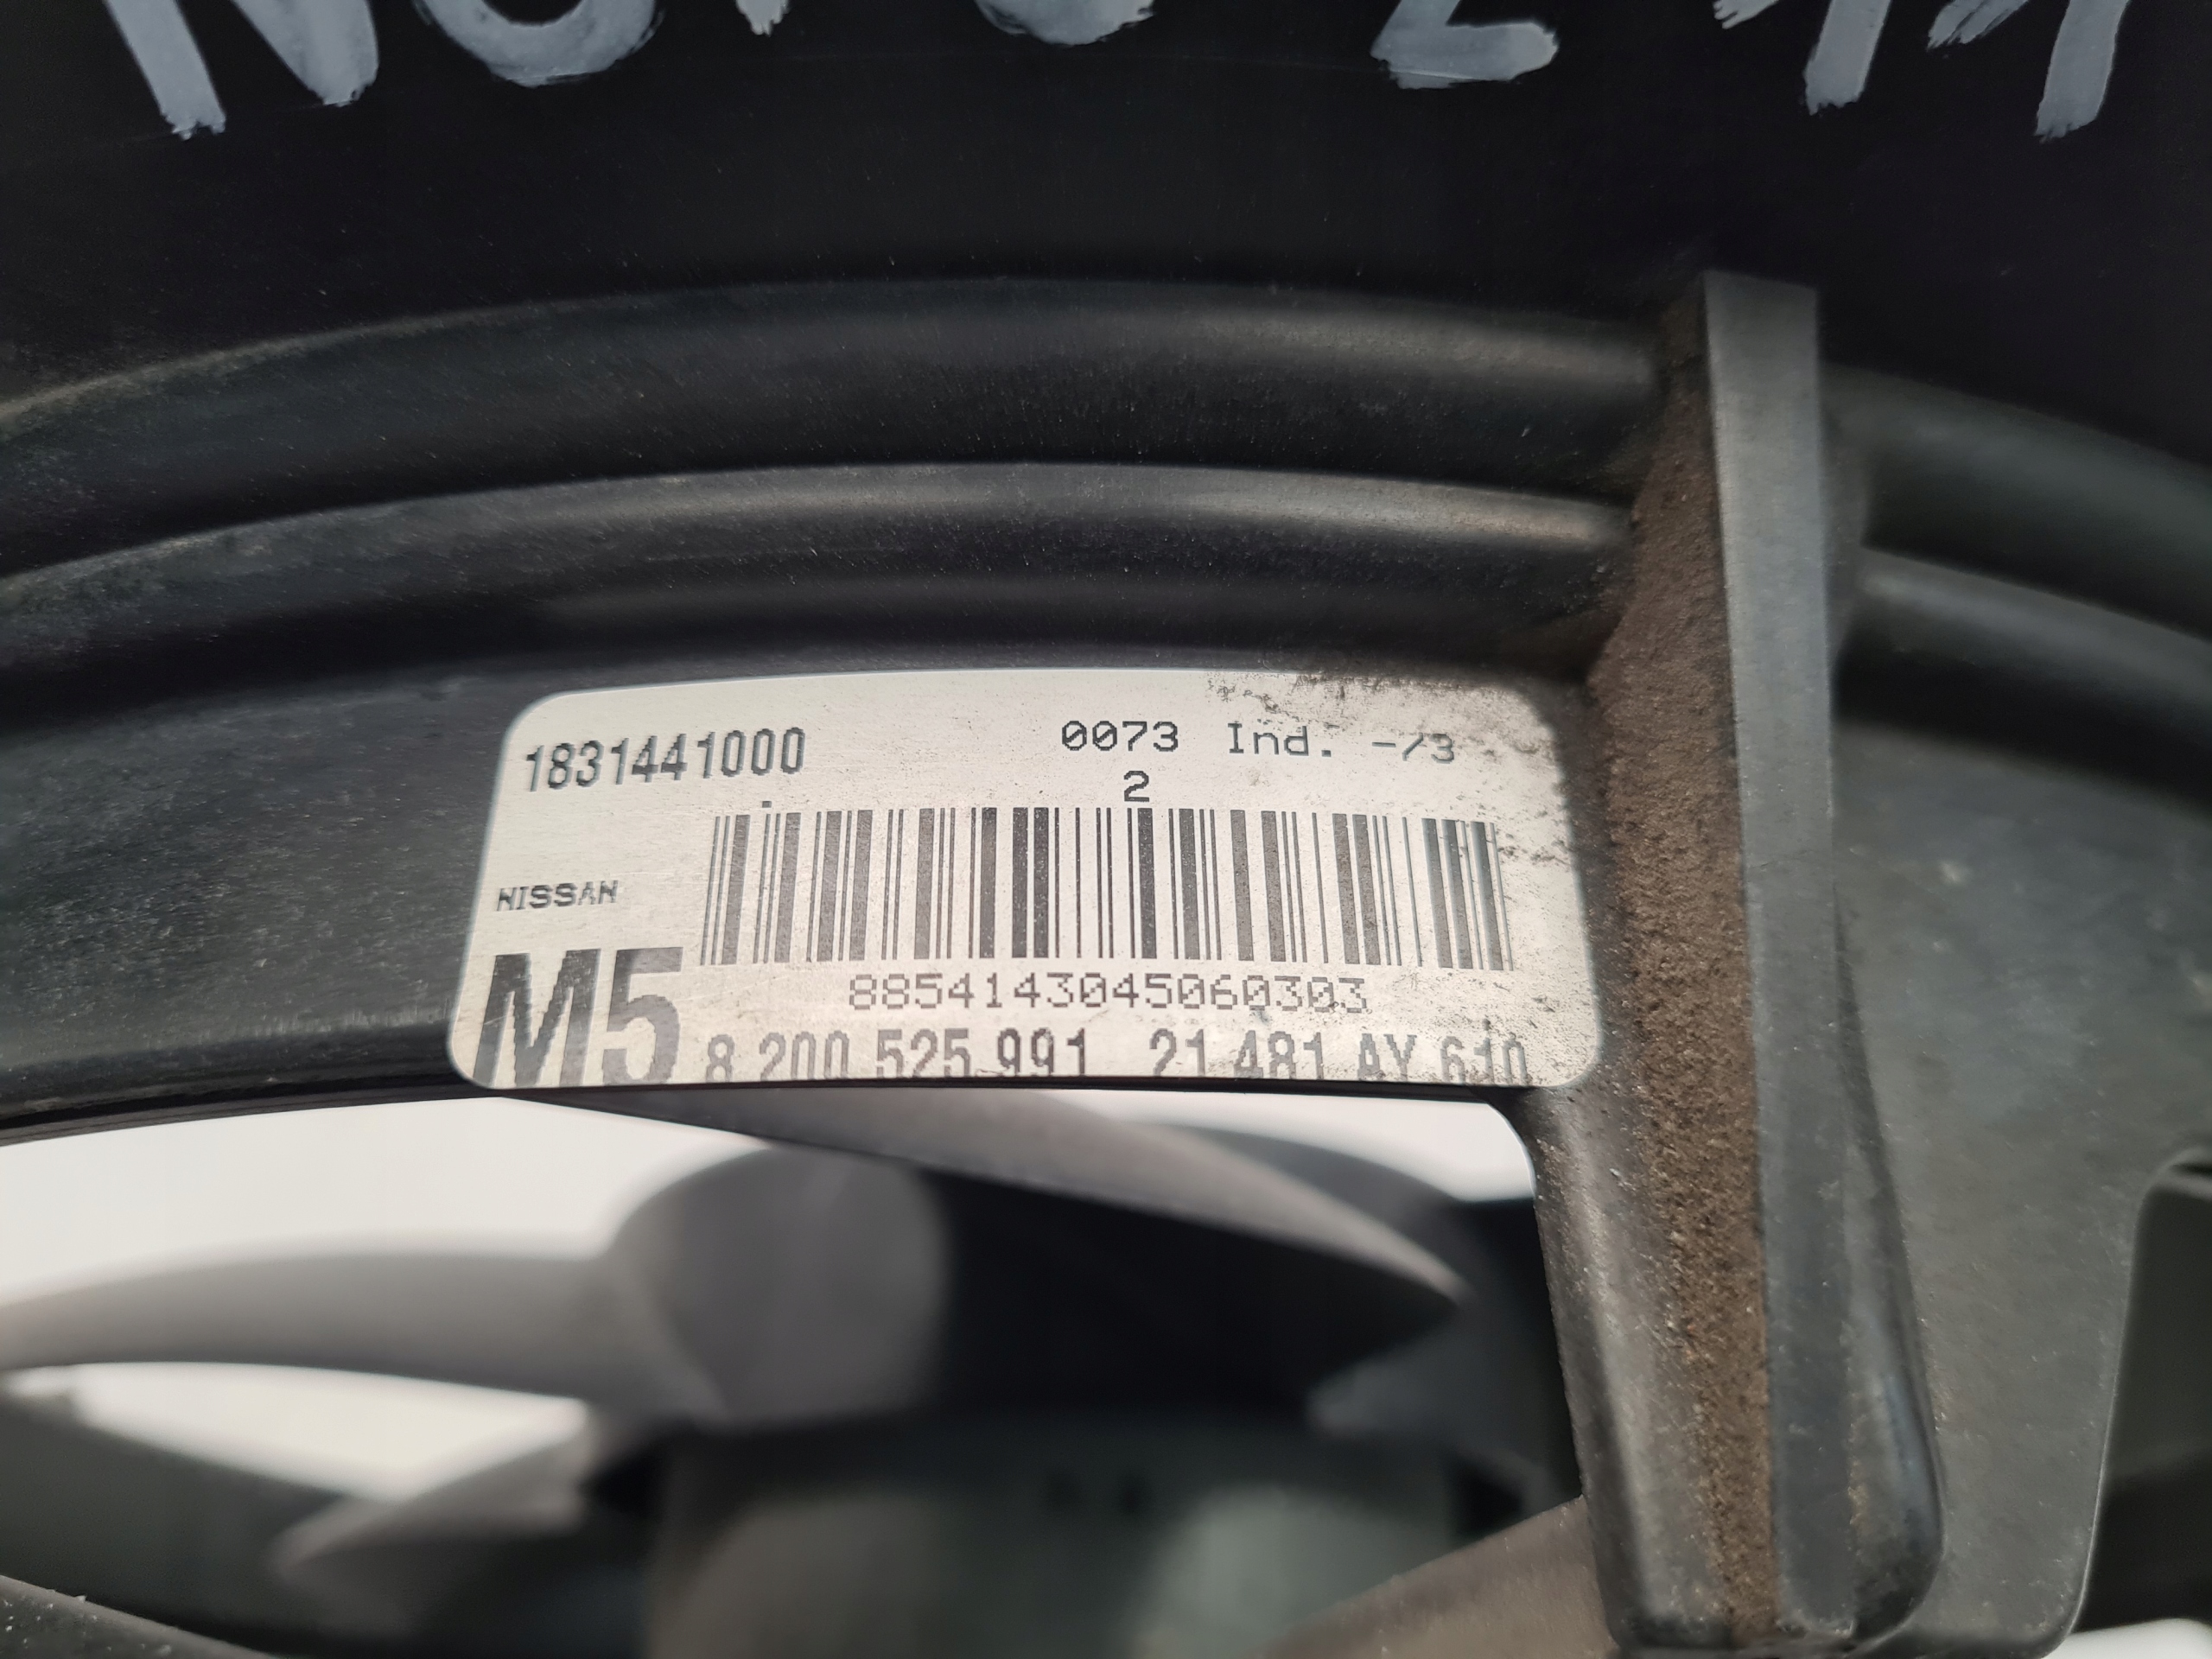 1831441000 0073 Ind. -/3
2
NISSAN
M5
8854143045060303
8 200 525 991 21 481 AY 610